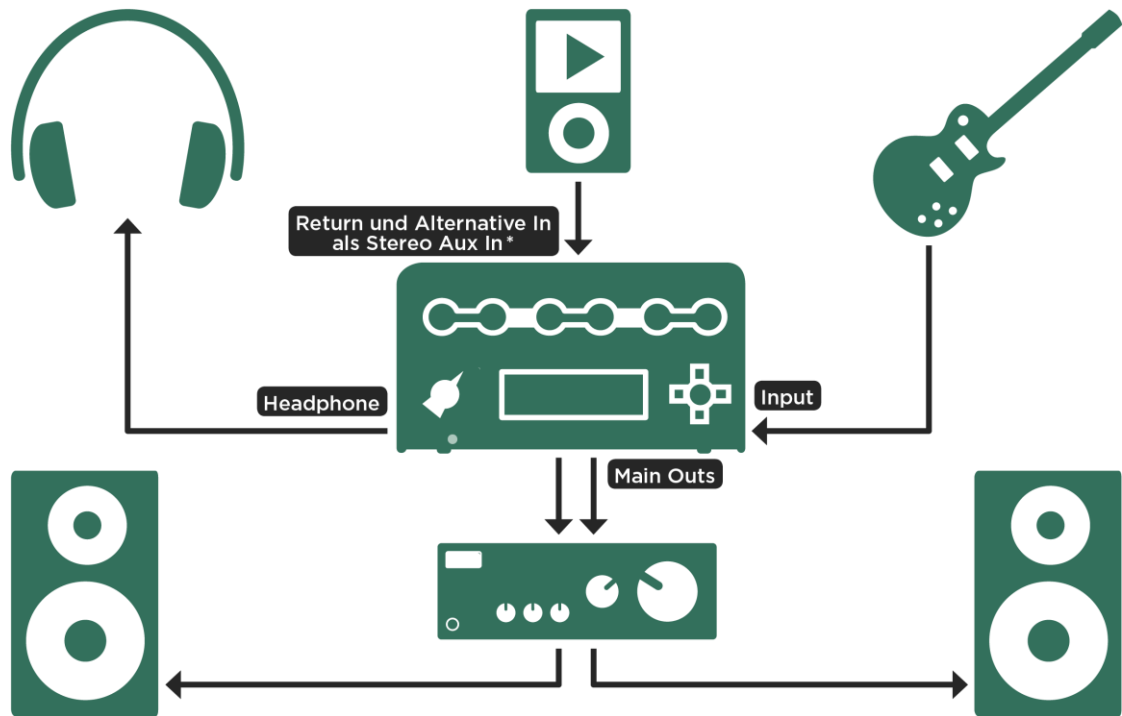 Return und Alternative In
als Stereo Aux In*
Headphone
Input
Main Outs